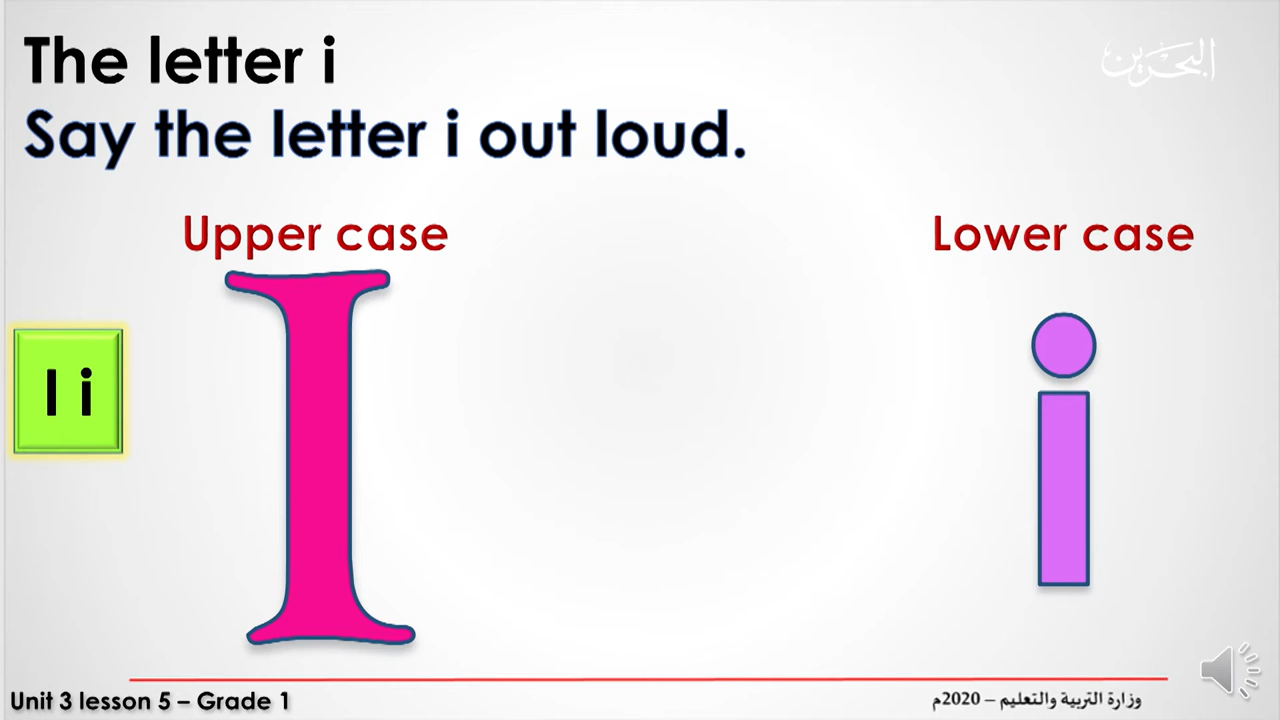 The letter i
البحرين
Say the letter i out loud.
Upper case
Lower case
I
i
I i
Unit 3 lesson 5 – Grade 1
وزارة التربية والتعليم – 2020م